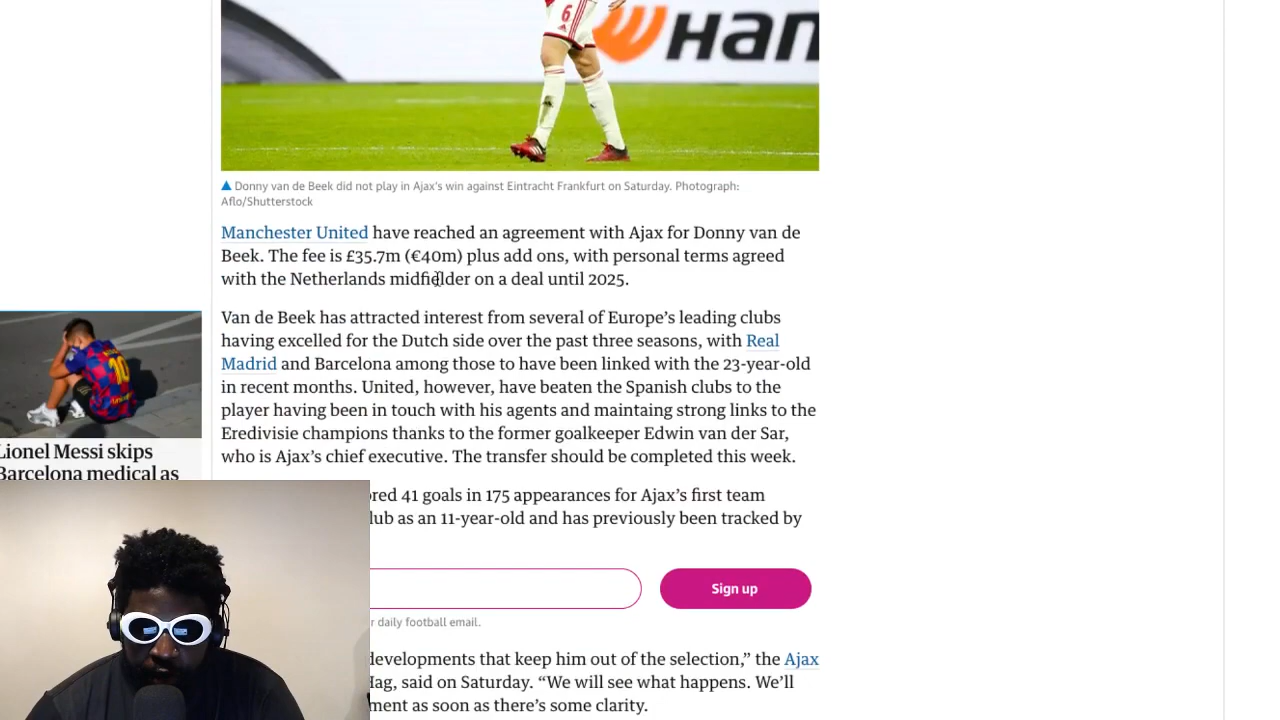 6
Han
Donny van de Beek did not play in Ajax's win against Eintracht Frankfurt on Saturday. Photograph:
Aflo/Shutterstock
Manchester United have reached an agreement with Ajax for Donny van de
Beek. The fee is £35.7m (€40m) plus add ons, with personal terms agreed
with the Netherlands midfielder on a deal until 2025.
Van de Beek has attracted interest from several of Europe’s leading clubs
having excelled for the Dutch side over the past three seasons, with Real
Madrid and Barcelona among those to have been linked with the 23-year-old
in recent months. United, however, have beaten the Spanish clubs to the
player having been in touch with his agents and maintaing strong links to the
Eredivisie champions thanks to the former goalkeeper Edwin van der Sar,
who is Ajax’s chief executive. The transfer should be completed this week.
10
Lionel Messi skips
Barcelona medical as
red 41 goals in 175 appearances for Ajax’s first team
lub as an 11-year-old and has previously been tracked by
Sign up
r daily football email.
developments that keep him out of the selection,” the Ajax
Hag, said on Saturday. “We will see what happens. We’ll
ment as soon as there’s some clarity.